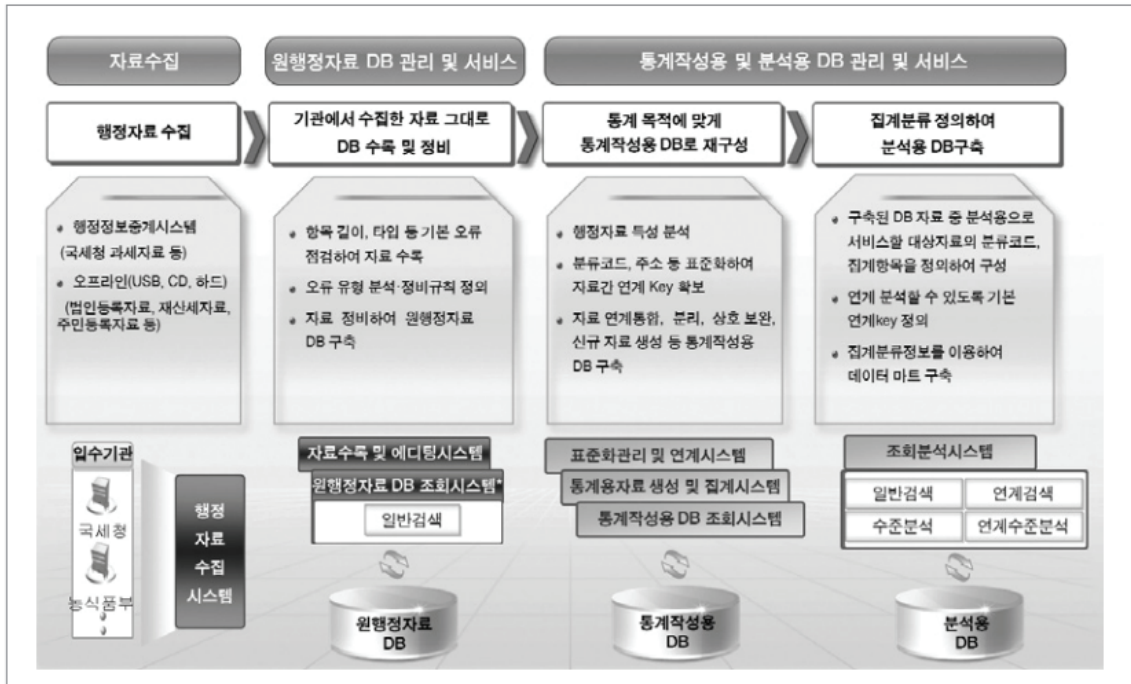 자료수집
원행정자료 DB 관리 및 서비스
통계작성용 및 분석용 DB 관리 및 서비스
행정자료 수집
기관에서 수집한 자료 그대로
DB 수록 및 정비
통계 목적에 맞게
통계작성용 DB로 재구성
집계분류 정의하여
분석용 DB구축
행정정보중계시스템
(국세청 과세자료 등)
오프라인(USB, CD, 하드)
(법인등록자료, 재산세자료,
주민등록자료 등)
항목 길이, 타입 등 기본 오류
점검하여 자료 수록
오류 유형 분석·정비규칙 정의
자료 정비하여 원행정자료
DB 구축
행정자료 특성 분석
분류코드, 주소 등 표준화하여
자료간 연계 Key 확보
자료 연계통합, 분리, 상호 보완,
신규 자료 생성 등 통계작성용
DB 구축
구축된 DB 자료 중 분석용으로
서비스할 대상자료의 분류코드,
집계항목을 정의하여 구성
연계 분석할 수 있도록 기본
연계key 정의
집계분류정보를 이용하여
데이터 마트 구축
입수기관
국세청
농식품부
행정
자료
수집
시스템
자료수록 및 에디팅시스템
원행정자료 DB 조회시스템*
일반검색
원행정자료
DB
표준화관리 및 연계시스템
통계용자료 생성 및 집계시스템
통계작성용 DB 조회시스템
통계작성용
DB
조회분석시스템
일반검색
연계검색
수준분석
연계수준분석
분석용
DB